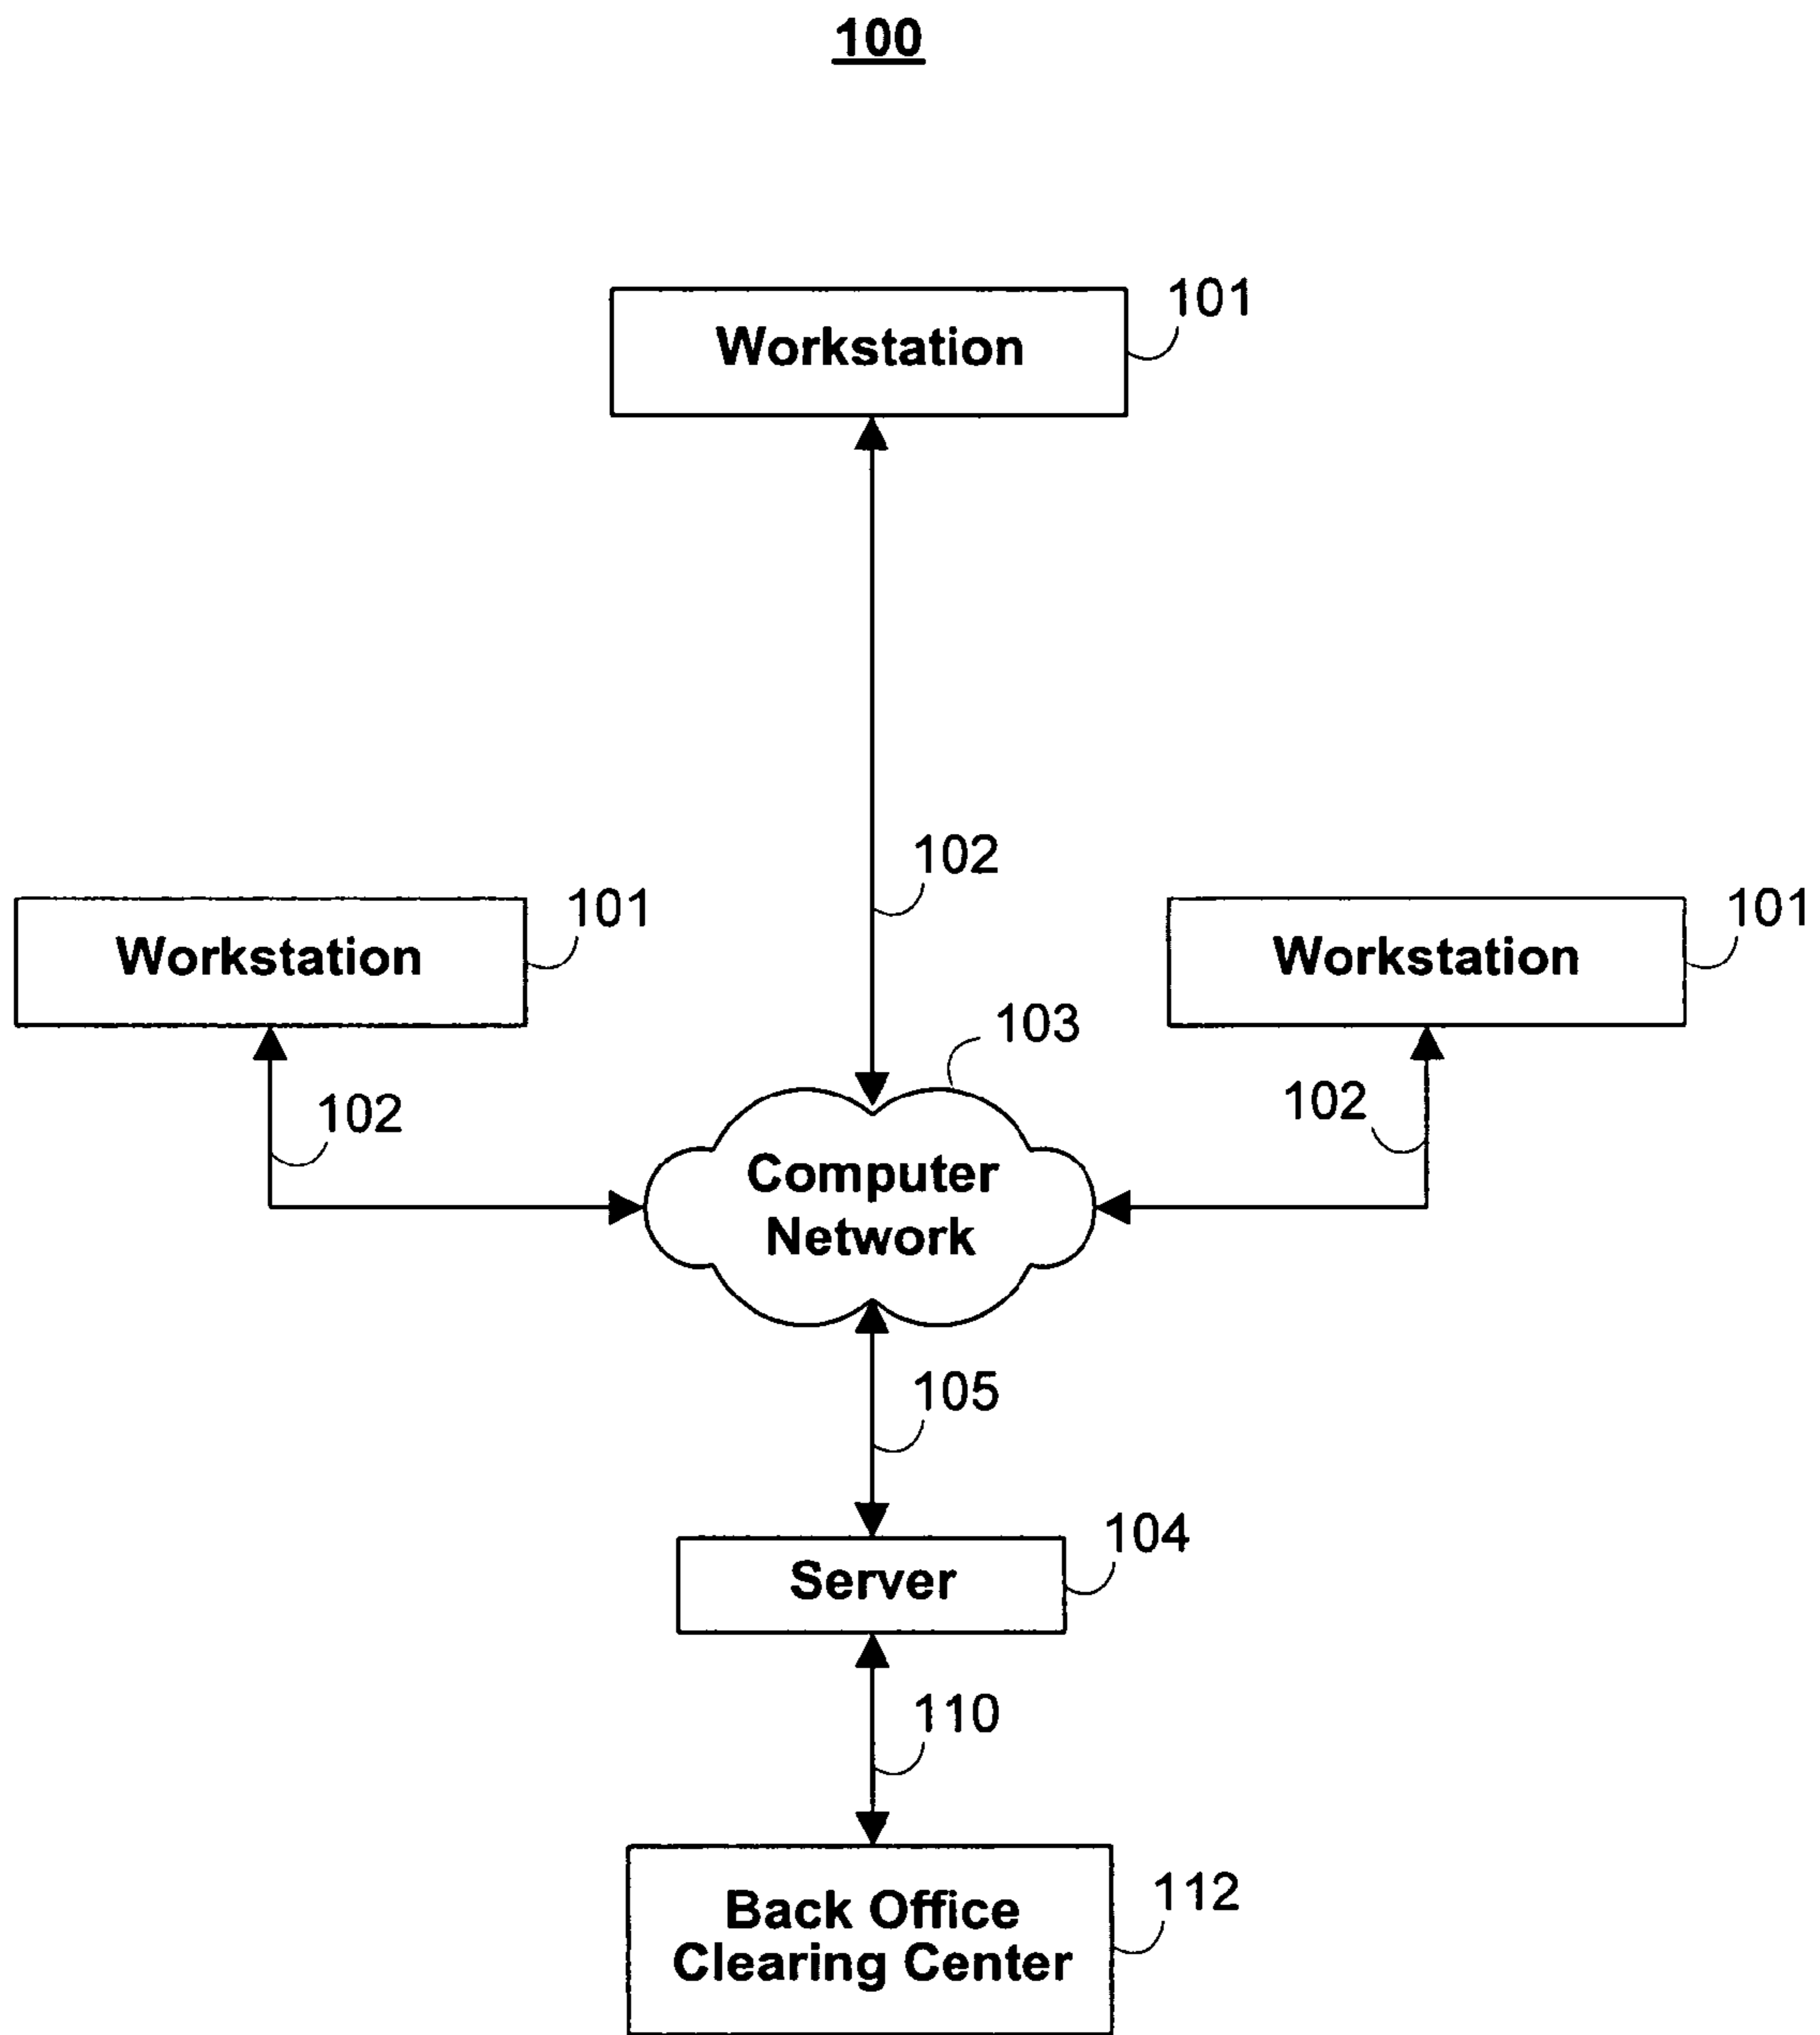 100
Workstation
101
102
Workstation
101
Workstation
101
103
102
102
Computer
Network
105
Server
104
110
Back Office
Clearing Center
112